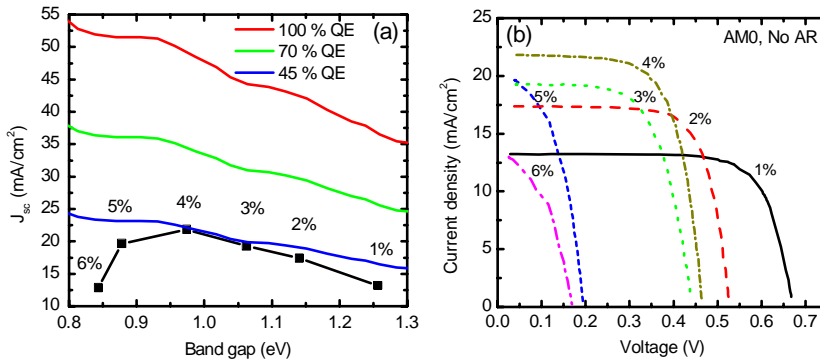 (a)
100 % QE
70 % QE
45 % QE
J_sc (mA/cm²)
55
50
45
40
35
30
25
20
15
10
6%
5%
4%
3%
2%
1%
0.8 0.9 1.0 1.1 1.2 1.3
Band gap (eV)
(b)
AM0, No AR
Current density (mA/cm²)
25
20
15
10
5
0
4%
5%
3%
2%
6%
1%
0.0 0.1 0.2 0.3 0.4 0.5 0.6 0.7
Voltage (V)